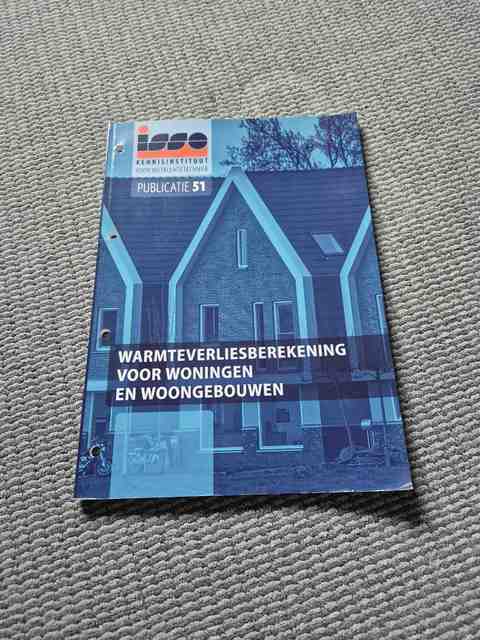 isso
KENNISINSTITUUT
VOOR INSTALLATIETECHNIEK
PUBLICATIE 51
WARMTEVERLIESBEREKENING
VOOR WONINGEN
EN WOONGEBOUWEN